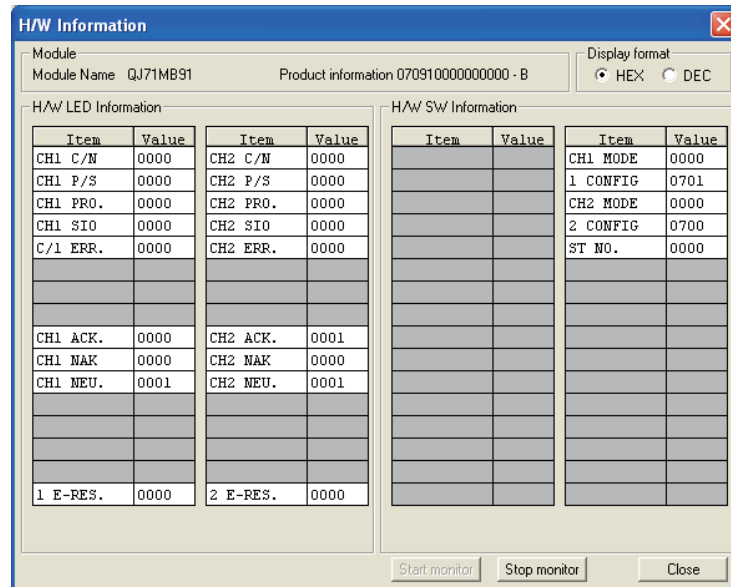 H/W Information
Module
Display format
Module Name QJ71MB91 Product information 070910000000000 - B
HEX DEC
H/W LED Information
H/W SW Information
Item Value Item Value Item Value Item Value
CH1 C/N 0000 CH2 C/N 0000 CH1 MODE 0000
CH1 P/S 0000 CH2 P/S 0000 1 CONFIG 0701
CH1 PRO. 0000 CH2 PRO. 0000 CH2 MODE 0000
CH1 SIO 0000 CH2 SIO 0000 2 CONFIG 0700
C/1 ERR. 0000 CH2 ERR. 0000 ST NO. 0000
CH1 ACK. 0000 CH2 ACK. 0001
CH1 NAK 0000 CH2 NAK 0000
CH1 NEU. 0001 CH2 NEU. 0001
1 E-RES. 0000 2 E-RES. 0000
Start monitor Stop monitor Close